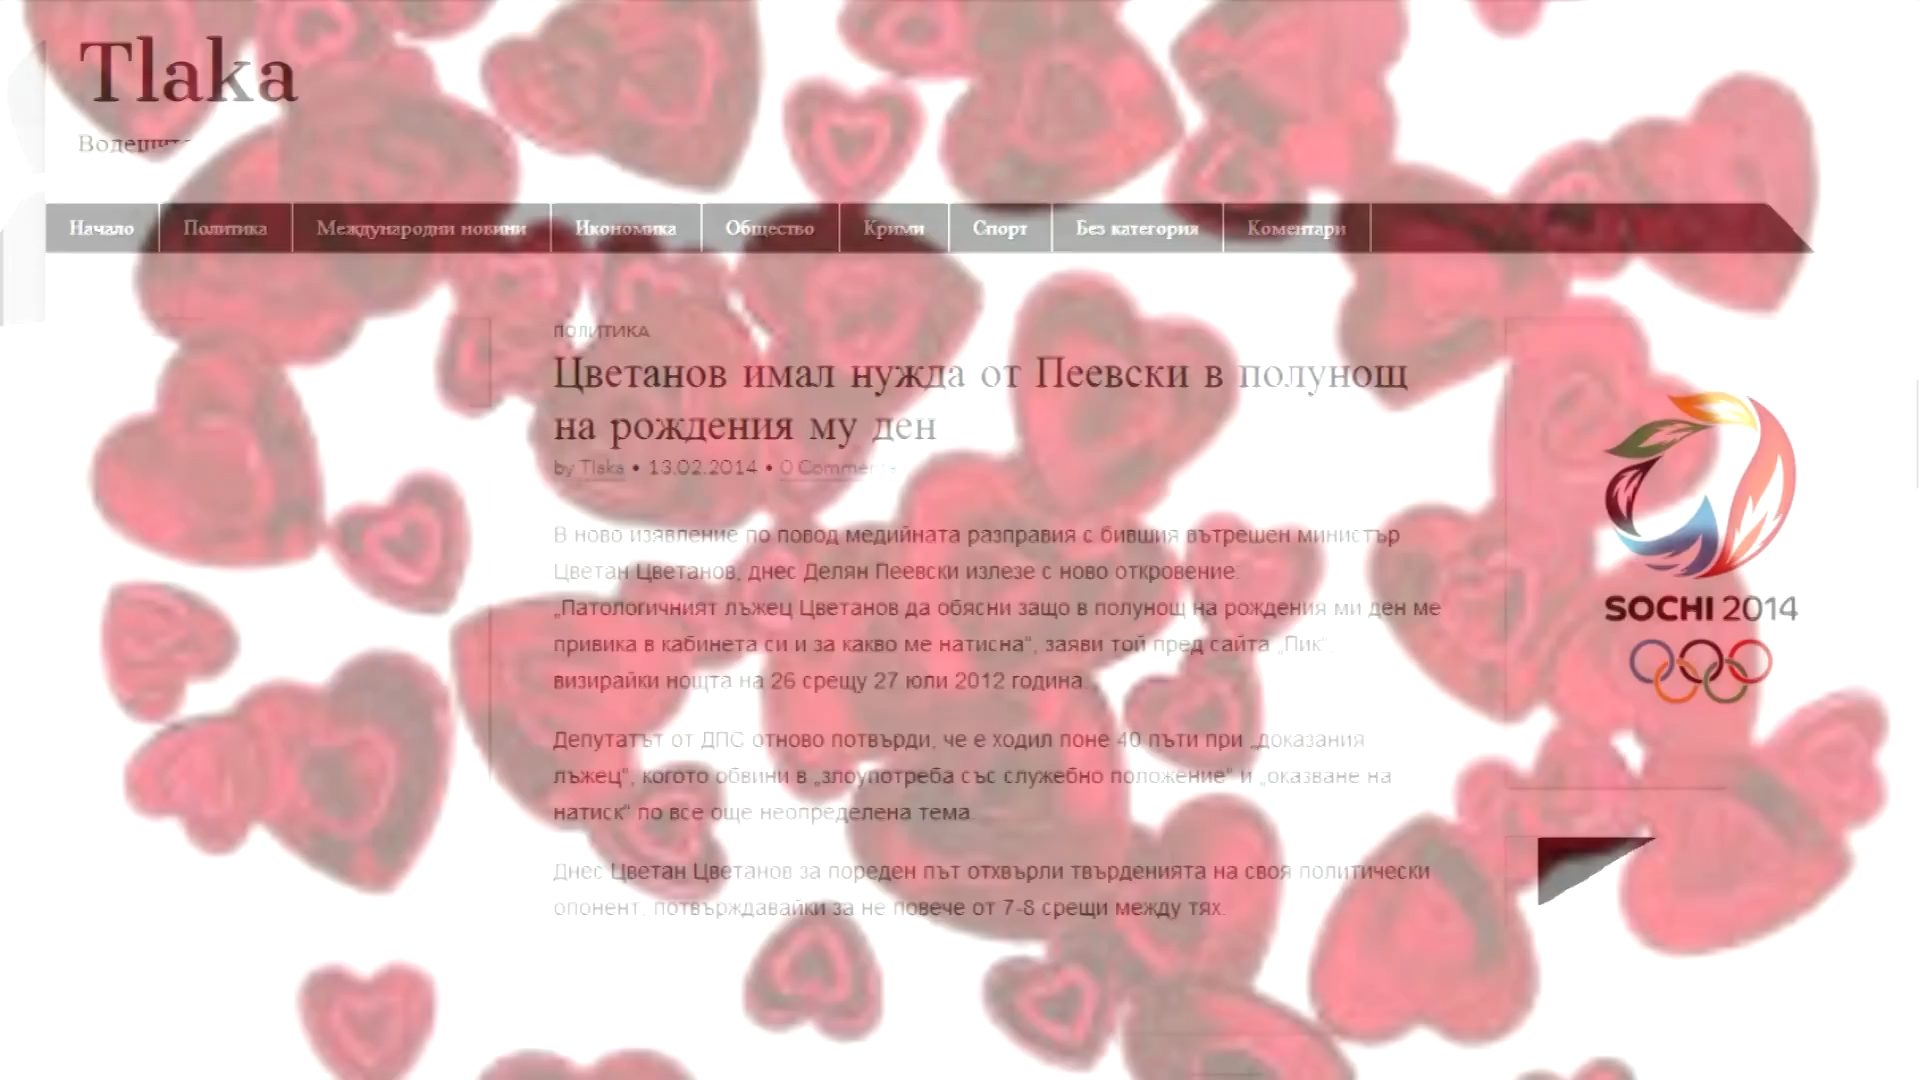 Tlaka
Водещите
Начало Политика Международни новини Икономика Общество Крими Спорт Без категория Коментари
ПОЛИТИКА
Цветанов имал нужда от Пеевски в полунощ
на рождения му ден
by Tlaka • 13.02.2014 • 0 Comments
В ново изявление по повод медийната разправия с бившия вътрешен министър
Цветан Цветанов, днес Делян Пеевски излезе с ново откровение:
„Патологичният лъжец Цветанов да обясни защо в полунощ на рождения ми ден ме
привика в кабинета си и за какво ме натисна“, заяви той пред сайта „Пик“,
визирайки нощта на 26 срещу 27 юли 2012 година.
Депутатът от ДПС отново потвърди, че е ходил поне 40 пъти при „доказания
лъжец“, когото обвини в „злоупотреба със служебно положение“ и „оказване на
натиск“ по все още неопределена тема.
Днес Цветан Цветанов за пореден път отхвърли твърденията на своя политически
опонент, потвърждавайки за не повече от 7-8 срещи между тях.
SOCHI 2014